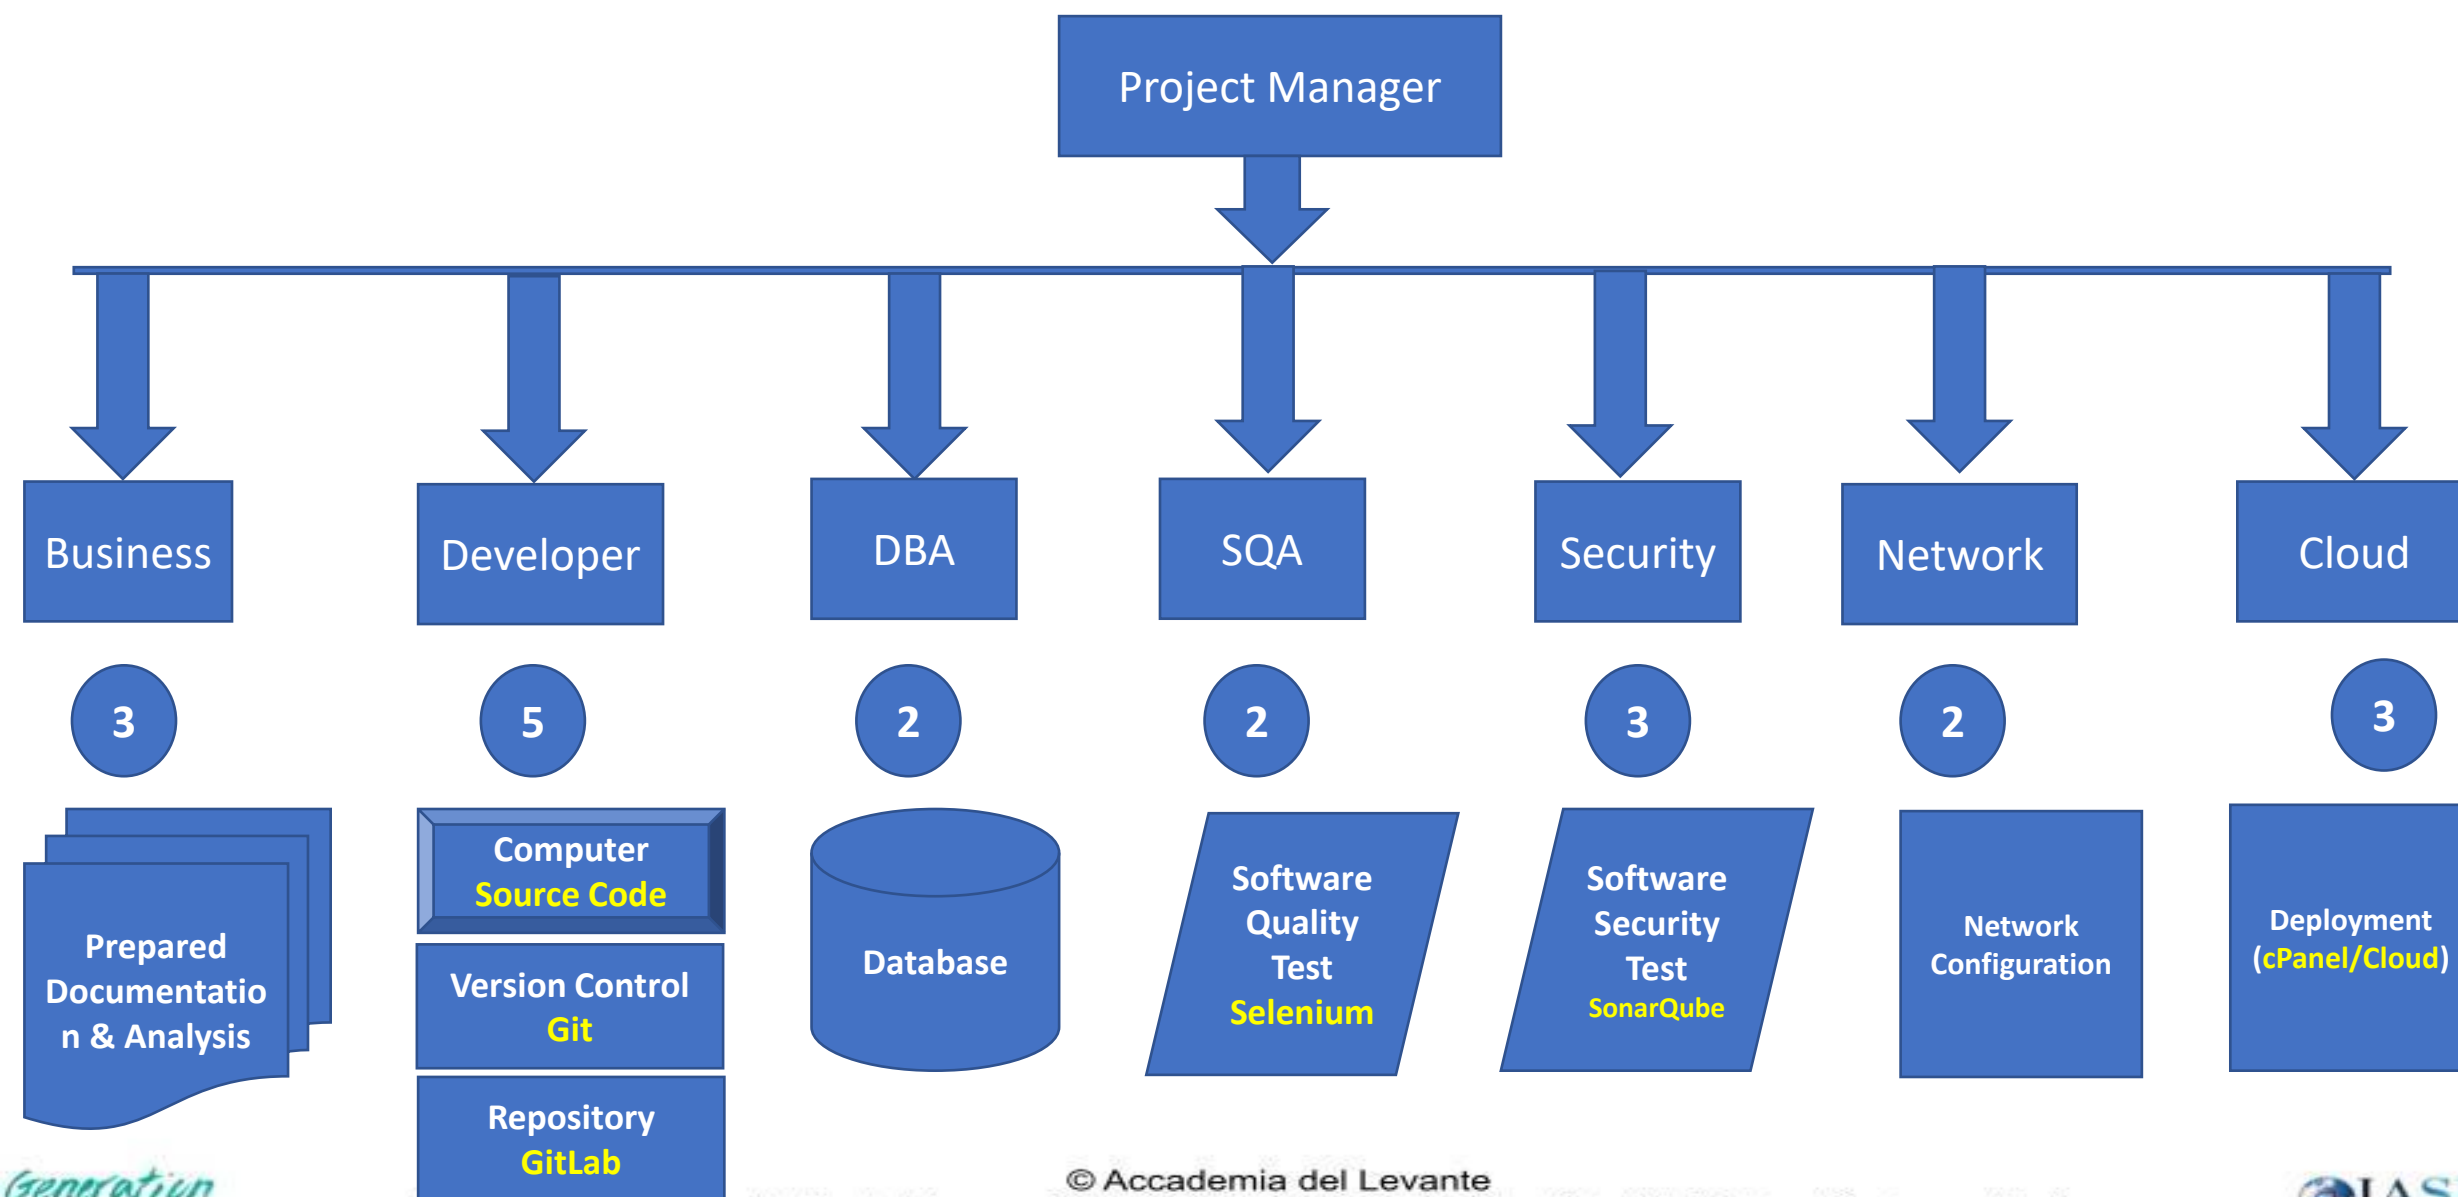 Project Manager
Business
Developer
DBA
SQA
Security
Network
Cloud
3
5
2
2
3
2
3
Prepared
Documentatio
n & Analysis
Computer
Source Code
Version Control
Git
Repository
GitLab
Database
Software
Quality
Test
Selenium
Software
Security
Test
SonarQube
Network
Configuration
Deployment
(cPanel/Cloud)
Generation
© Accademia del Levante